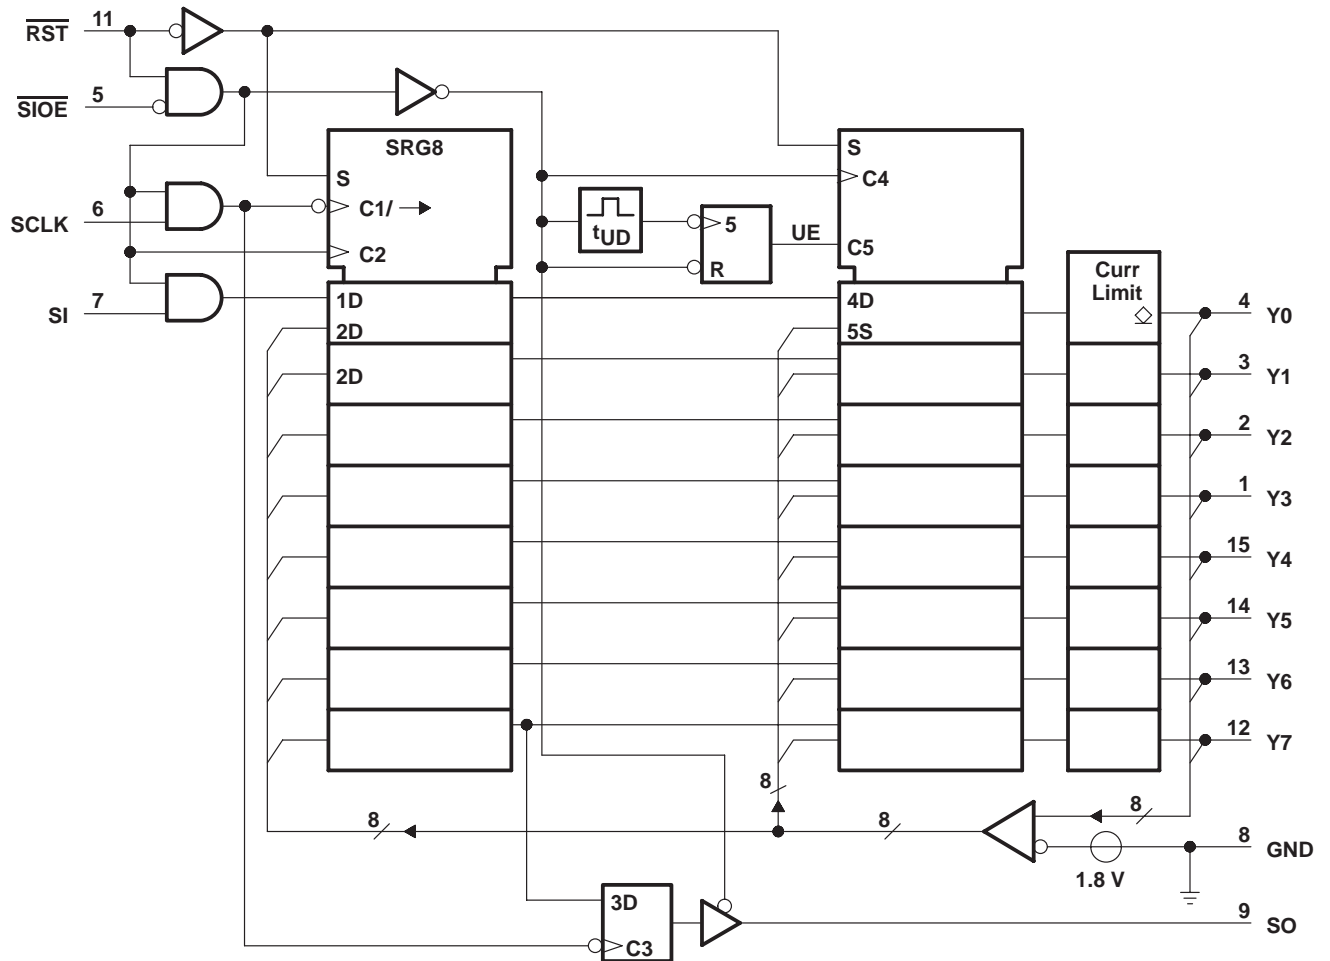 RST 11
SIOE 5
SCLK 6
SI 7
SRG8
S
C1/
C2
1D
2D
2D
tUD
5
R
UE
S
C4
C5
4D
5S
Curr
Limit
4 Y0
3 Y1
2 Y2
1 Y3
15 Y4
14 Y5
13 Y6
12 Y7
8
8
8
8
8 GND
1.8 V
3D
C3
9 SO